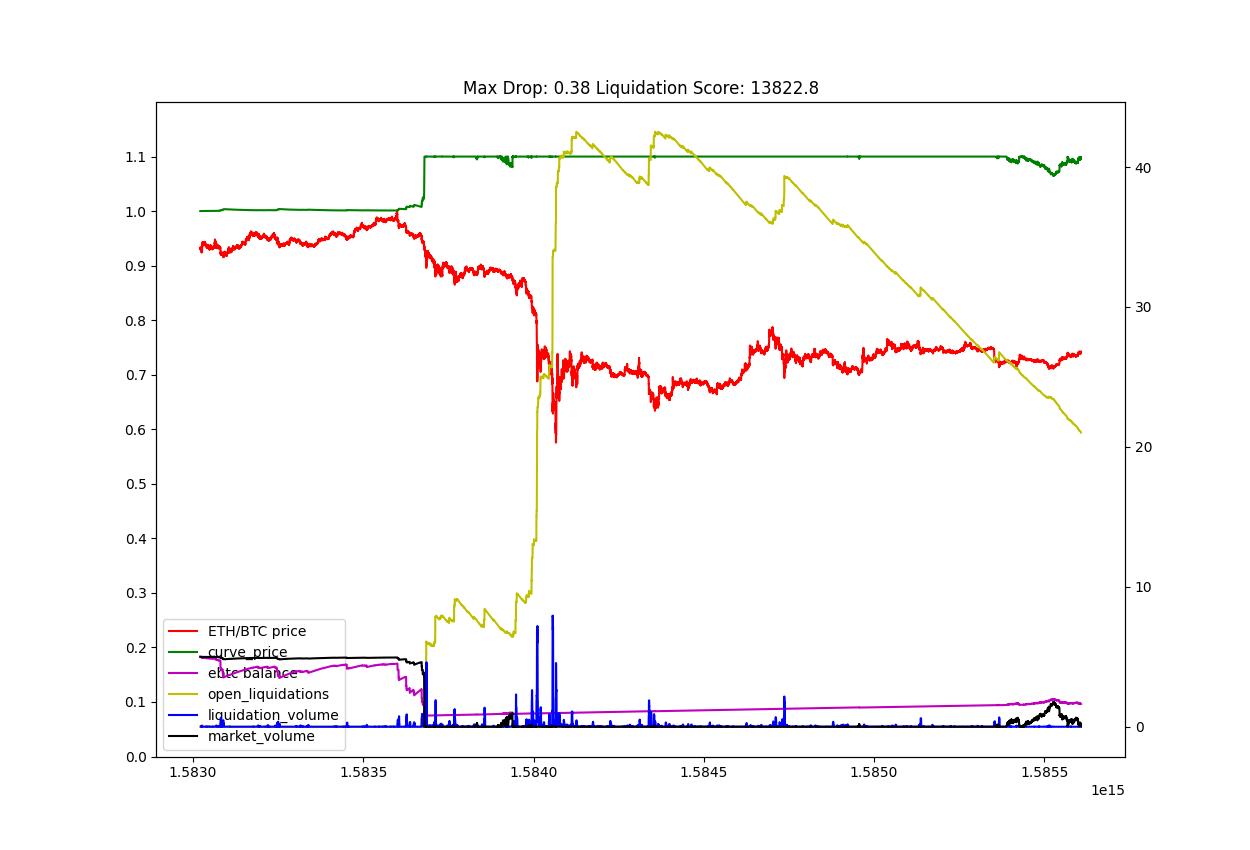 Max Drop: 0.38 Liquidation Score: 13822.8
1.1
1.0
0.9
0.8
0.7
0.6
0.5
0.4
0.3
0.2
0.1
0.0
40
30
20
10
0
ETH/BTC price
curve_price
ebtc balance
open_liquidations
liquidation_volume
market_volume
1.5830
1.5835
1.5840
1.5845
1.5850
1.5855
1e15